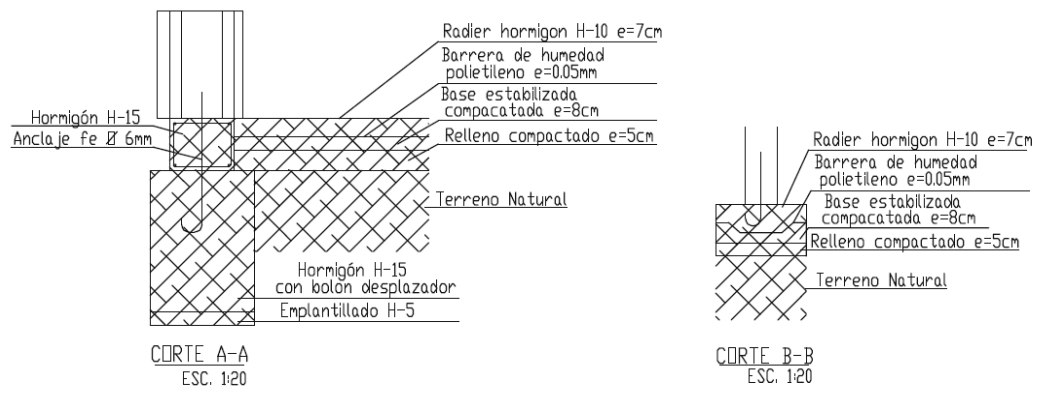 Radier hormigon H-10 e=7cm
Barrera de humedad
polietileno e=0.05mm
Base estabilizada
compacatada e=8cm
Relleno compactado e=5cm
Hormigón H-15
Anclaje fe Ø 6mm
Terreno Natural
Hormigón H-15
con bolón desplazador
Emplantillado H-5
CORTE A-A
ESC. 1:20
Radier hormigon H-10 e=7cm
Barrera de humedad
polietileno e=0.05mm
Base estabilizada
compacatada e=8cm
Relleno compactado e=5cm
Terreno Natural
CORTE B-B
ESC. 1:20